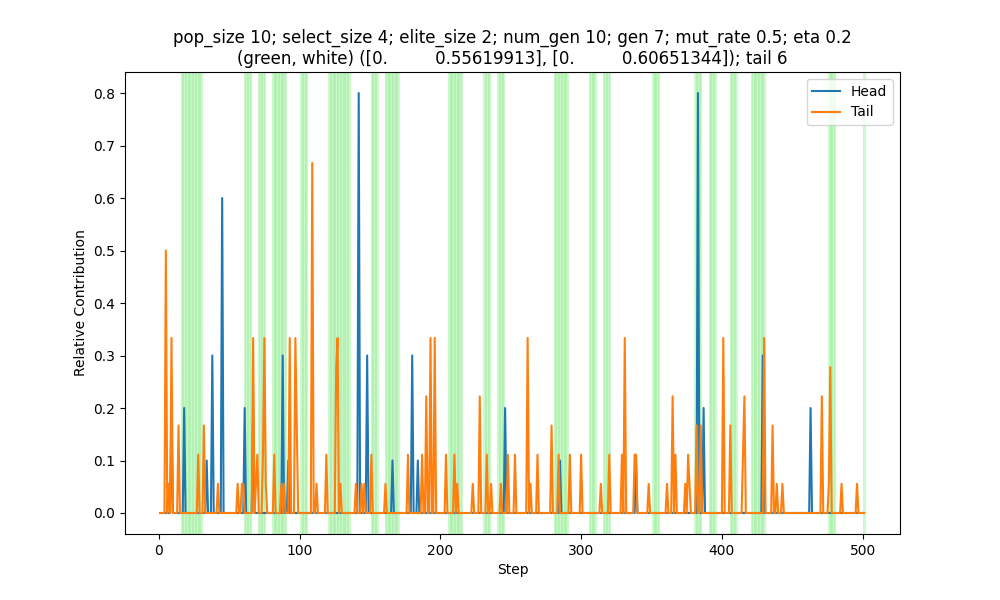 pop_size 10; select_size 4; elite_size 2; num_gen 10; gen 7; mut_rate 0.5; eta 0.2
(green, white) ([0.         0.55619913], [0.         0.60651344]); tail 6
Head
Tail
Relative Contribution
0.8
0.7
0.6
0.5
0.4
0.3
0.2
0.1
0.0
0 100 200 300 400 500
Step